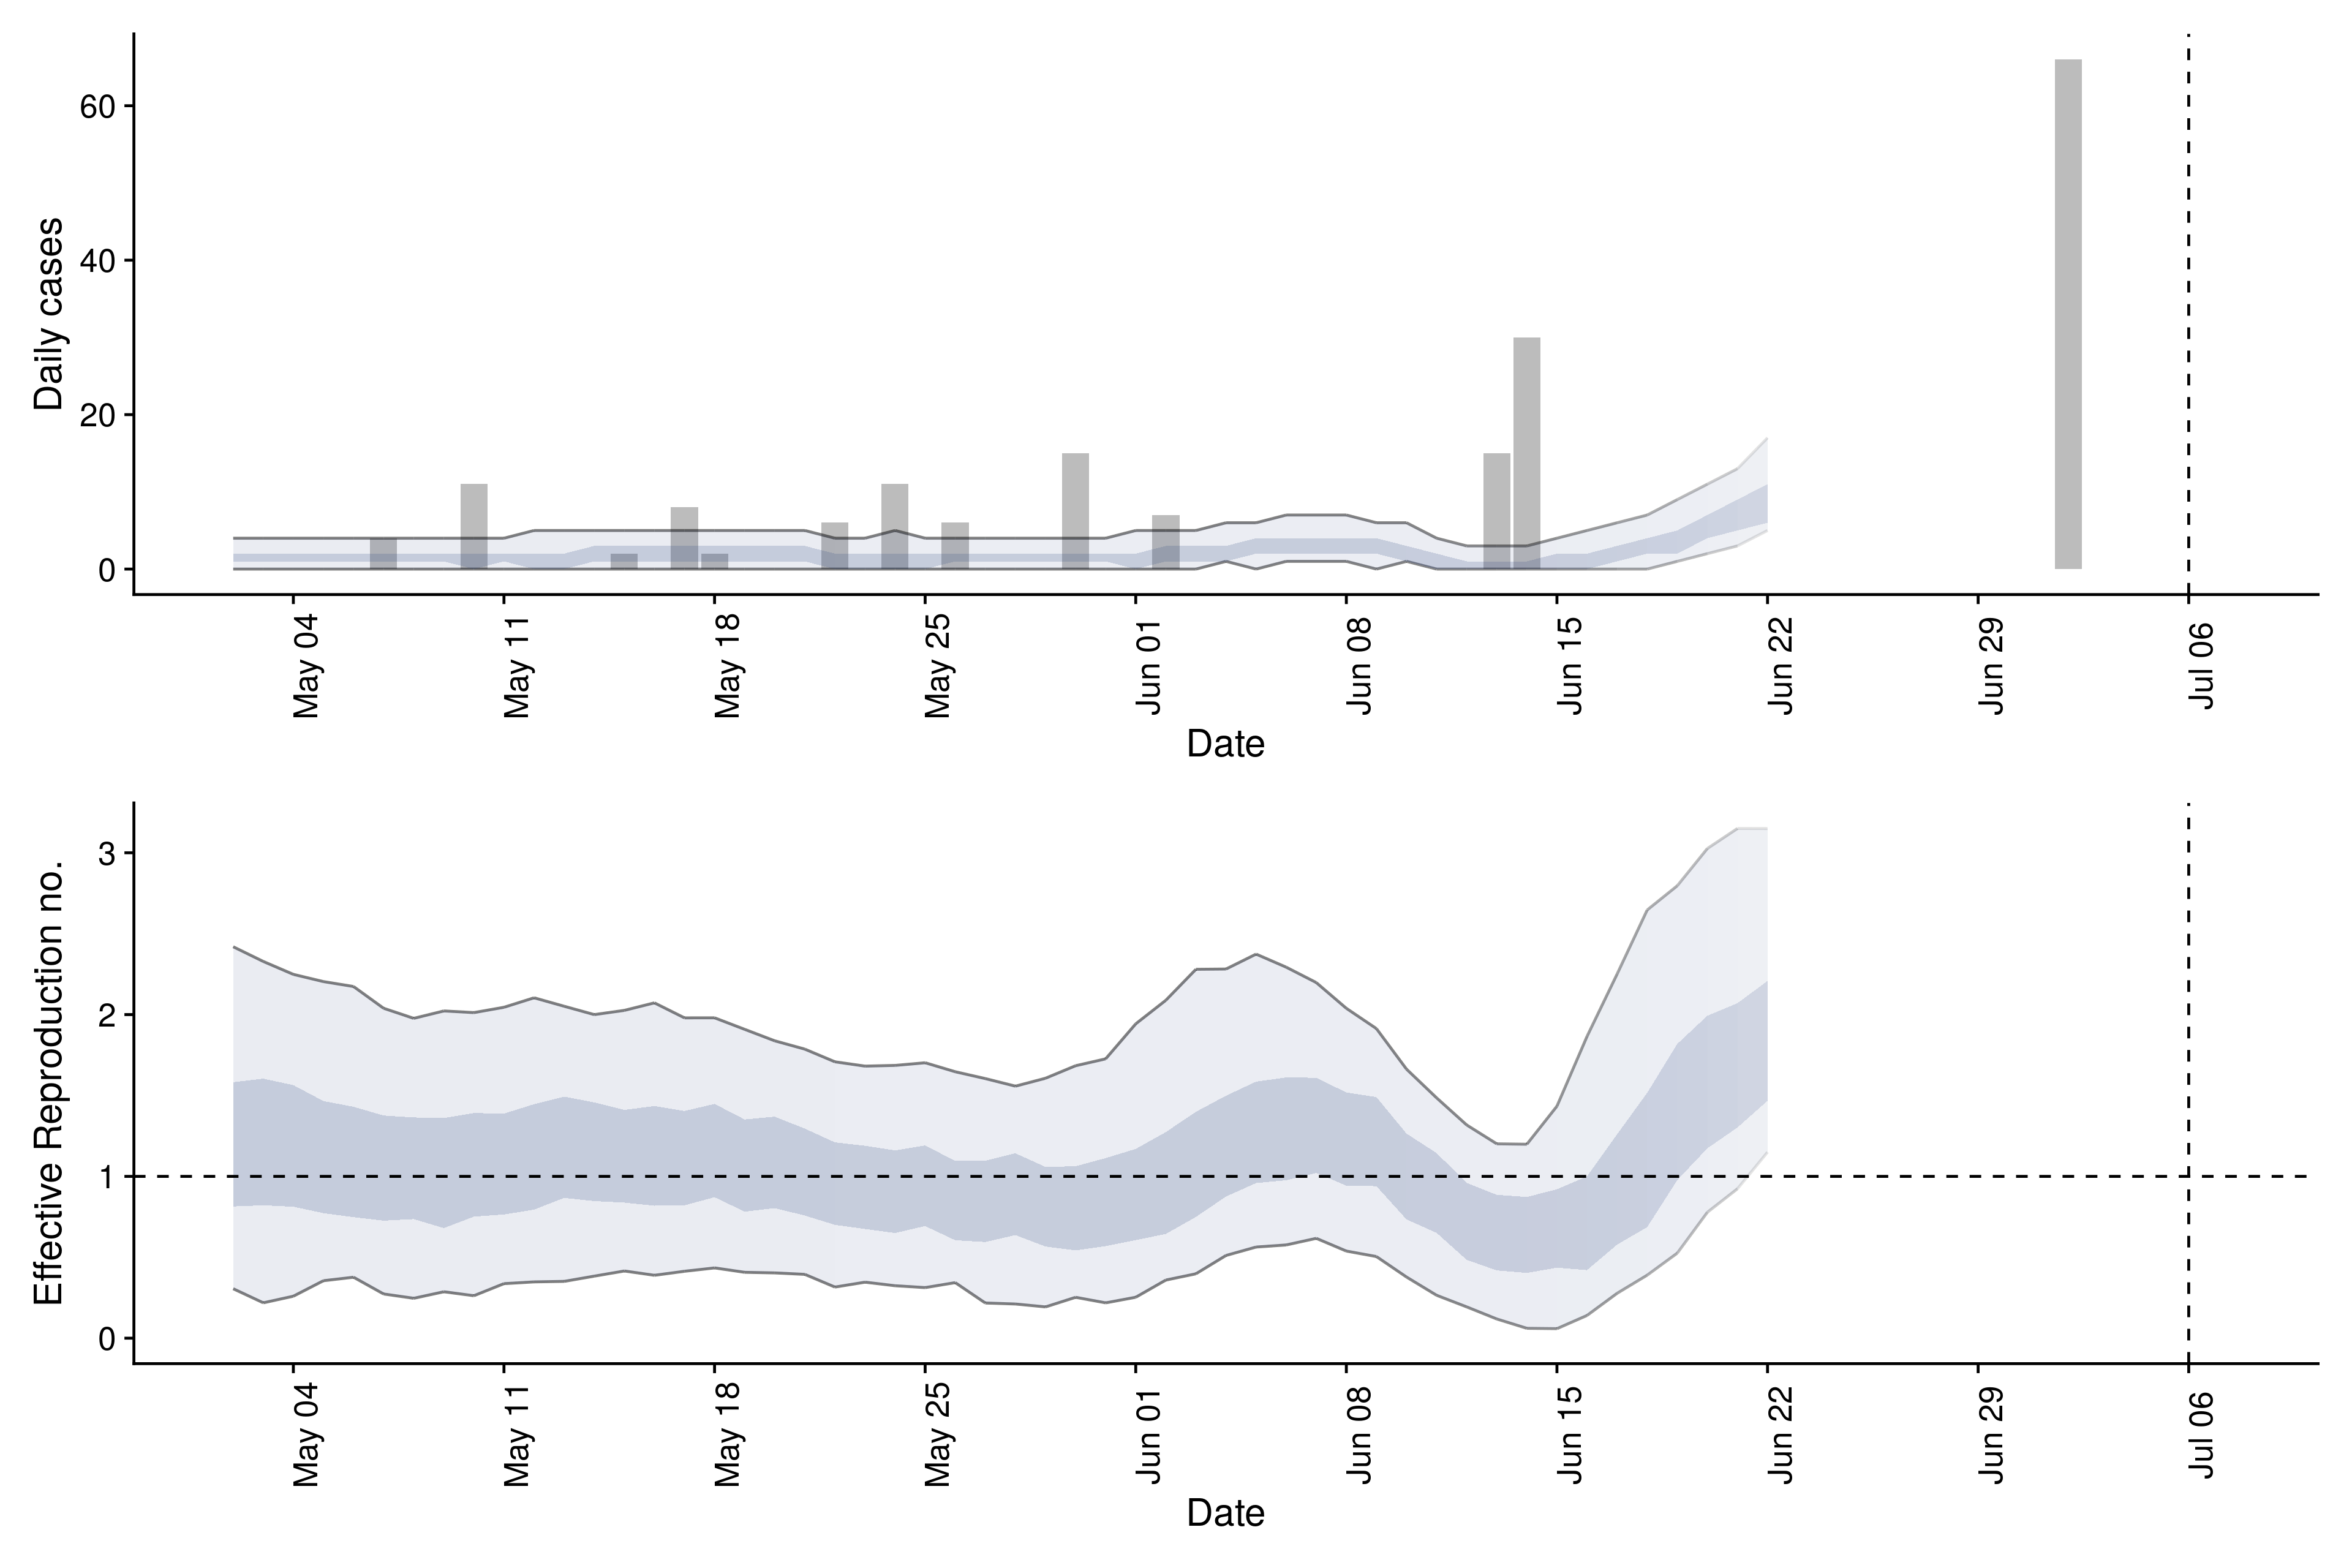 Daily cases
60
40
20
0
May 04
May 11
May 18
May 25
Jun 01
Jun 08
Jun 15
Jun 22
Jun 29
Jul 06
Date
Effective Reproduction no.
3
2
1
0
May 04
May 11
May 18
May 25
Jun 01
Jun 08
Jun 15
Jun 22
Jun 29
Jul 06
Date